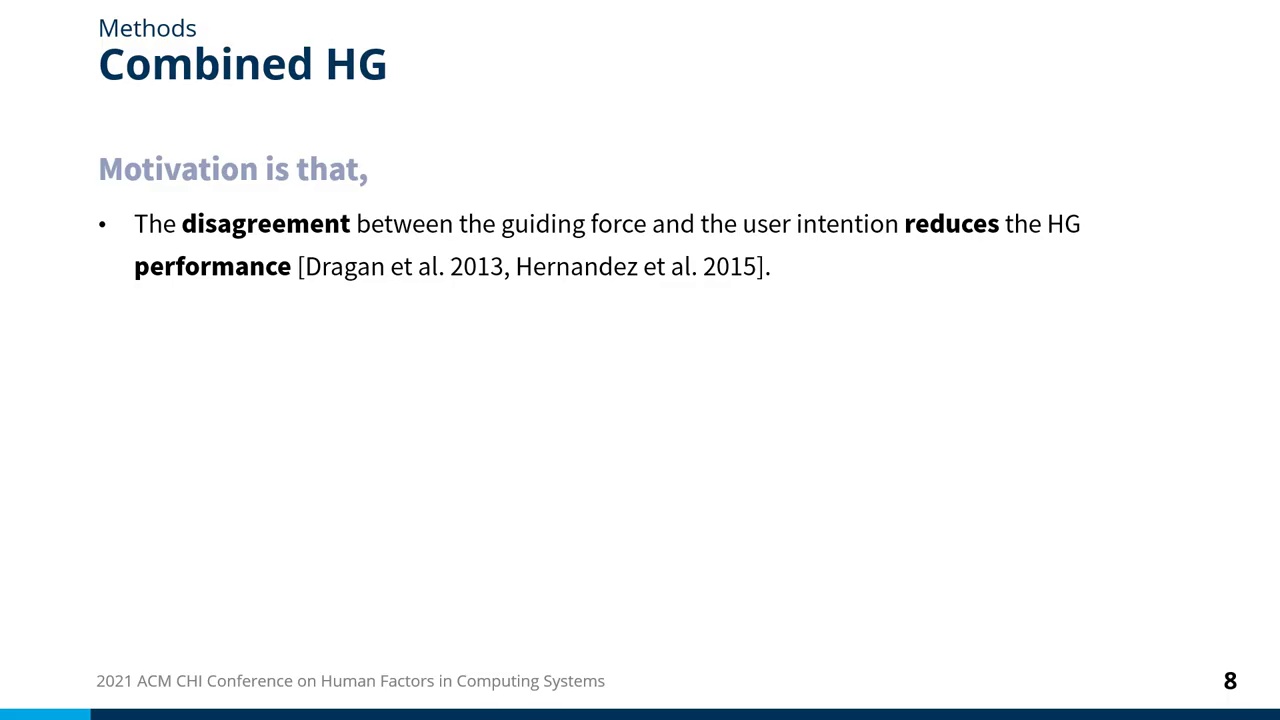 Methods
Combined HG
Motivation is that,
• The disagreement between the guiding force and the user intention reduces the HG
performance [Dragan et al. 2013, Hernandez et al. 2015].
2021 ACM CHI Conference on Human Factors in Computing Systems
8